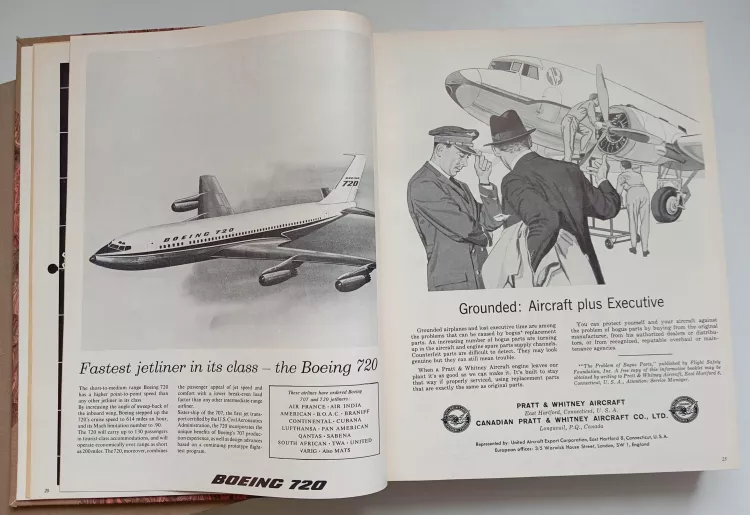 BOEING
720
BOEING 720
Fastest jetliner in its class – the Boeing 720
The short-to-medium range Boeing 720
has a higher point-to-point speed than
any other jetliner in its class.
By increasing the angle of sweep-back of
the inboard wing, Boeing stepped up the
720's cruise speed to 614 miles an hour,
and its Mach limitation number to .90.
The 720 will carry up to 130 passengers
in tourist class accommodations, and will
operate economically over ranges as short
as 200 miles. The 720, moreover, combines
the passenger appeal of jet speed and
comfort with a lower break-even load
factor than any other intermediate range
jet.
Sister-ship of the 707, the first jet trans-
port certified by the U.S. Civil Aeronautics
Administration, the 720 incorporates the
unique benefits of Boeing's 707 produc-
tion experience, as well as design advances
based on a continuous prototype flight-
test program.
These airlines have ordered Boeing
707 and 720 jetliners:
AIR FRANCE · AIR INDIA
AMERICAN · B.O.A.C. · BRANIFF
CONTINENTAL · CUBANA
LUFTHANSA · PAN AMERICAN
QANTAS · SABENA
SOUTH AFRICAN · TWA · UNITED
VARIG · Also MATS
BOEING 720
Grounded: Aircraft plus Executive
Grounded airplanes and lost executive time are among
the problems that can be caused by "bogus" replacement
parts. An increasing number of bogus parts are turning
up in the aircraft and engine spare parts supply channels.
Counterfeit parts are difficult to detect. They may look
genuine but they can still mean trouble.
When a Pratt & Whitney Aircraft engine leaves our
plant it's as good as we can make it. It's built to stay
that way if properly serviced, using replacement parts
that are exactly the same as original parts.
You can protect yourself and your aircraft against
the problem of bogus parts by buying from the original
manufacturer, from his authorized dealers or distribu-
tors, or from recognized, reputable overhaul or main-
tenance agencies.
"The Problem of Bogus Parts," published by Flight Safety
Foundation, Inc. A free copy of this informative booklet may be
obtained by writing to Pratt & Whitney Aircraft, East Hartford 8,
Connecticut, U. S. A., Attention: Service Manager.
PRATT & WHITNEY AIRCRAFT
East Hartford, Connecticut, U. S. A.
CANADIAN PRATT & WHITNEY AIRCRAFT CO., LTD.
Longueuil, P.Q., Canada
Represented by: United Aircraft Export Corporation, East Hartford 8, Connecticut, U. S. A.
European offices: 3/5 Warwick House Street, London, SW 1, England